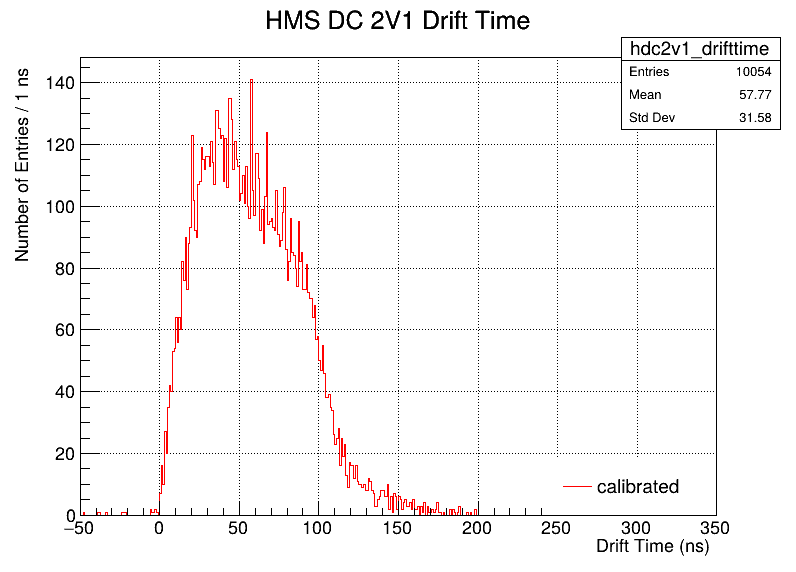 HMS DC 2V1 Drift Time
hdc2v1_drifttime
Entries 10054
Mean 57.77
Std Dev 31.58
Number of Entries / 1 ns
140
120
100
80
60
40
20
0
−50 0 50 100 150 200 250 300 350
Drift Time (ns)
calibrated